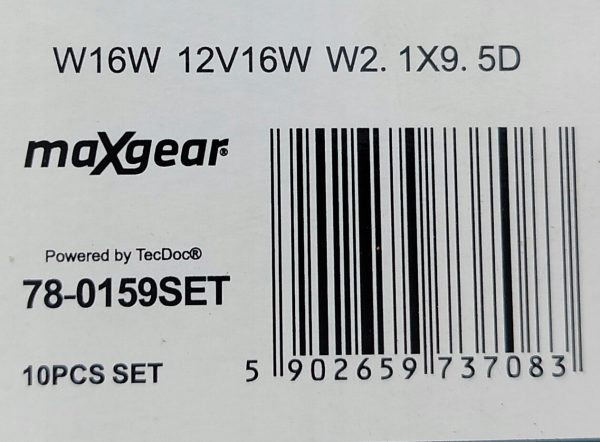 W16W 12V16W W2. 1X9. 5D
maXgear®
Powered by TecDoc®
78-0159SET
10PCS SET
5 902659 737083